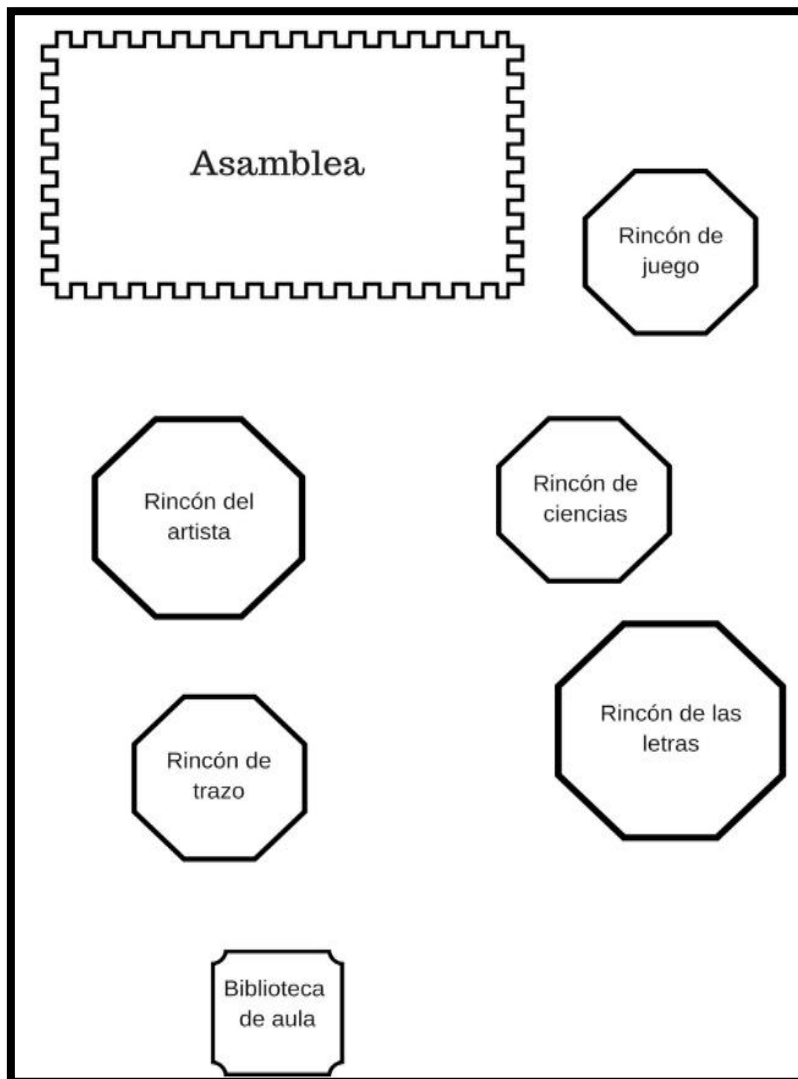 Asamblea
Rincón de
juego
Rincón del
artista
Rincón de
ciencias
Rincón de las
letras
Rincón de
trazo
Biblioteca
de aula